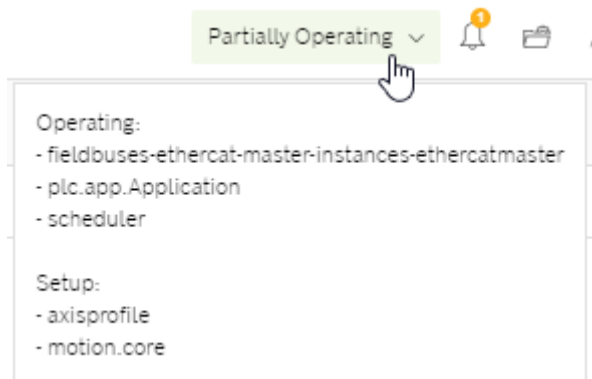 Partially Operating
1
Operating:
- fieldbuses-ethercat-master-instances-ethercatmaster
- plc.app.Application
- scheduler
Setup:
- axisprofile
- motion.core